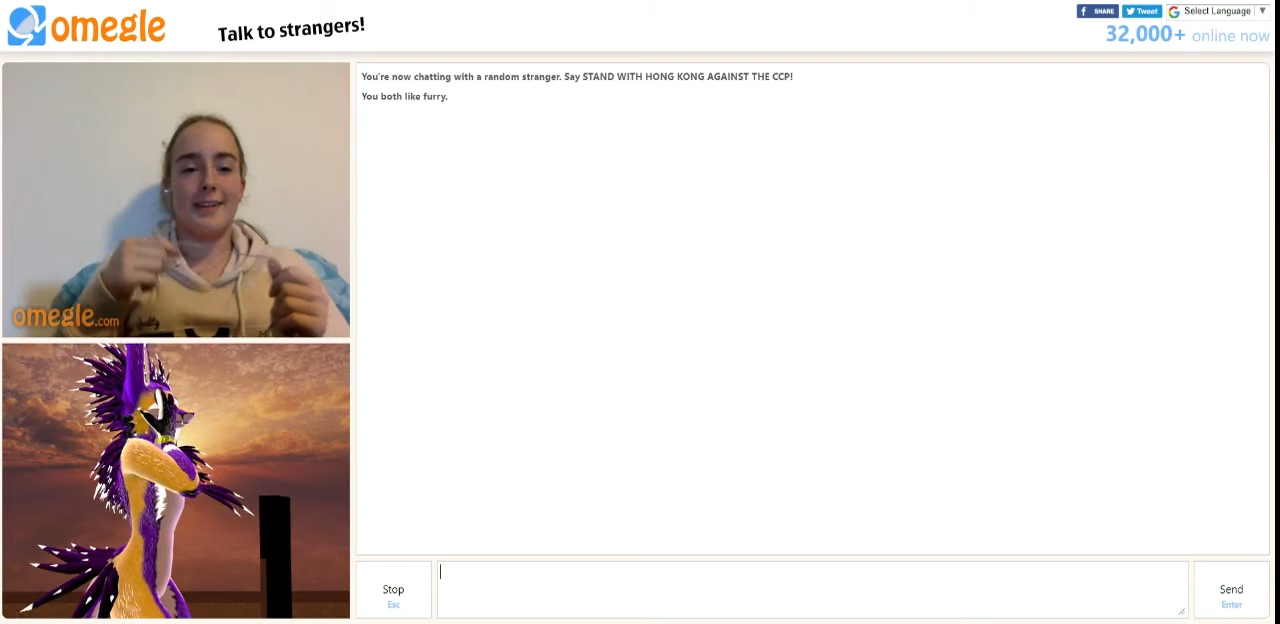 omegle
Talk to strangers!
SHARE
Tweet
Select Language
32,000+ online now
You're now chatting with a random stranger. Say STAND WITH HONG KONG AGAINST THE CCP!
You both like furry.
omegle.com
Stop
Esc
Send
Enter